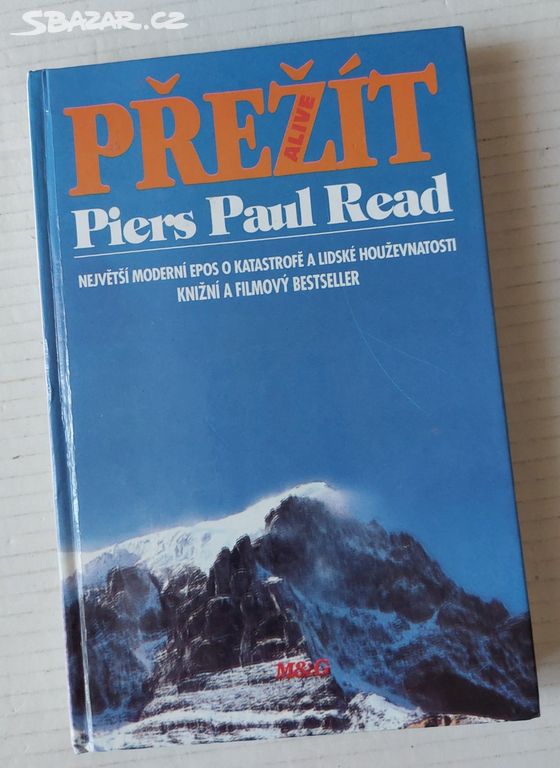 SBAZAR.CZ
PŘEŽÍT
ALIVE
Piers Paul Read
NEJVĚTŠÍ MODERNÍ EPOS O KATASTROFĚ A LIDSKÉ HOUŽEVNATOSTI
KNIŽNÍ A FILMOVÝ BESTSELLER
M&G